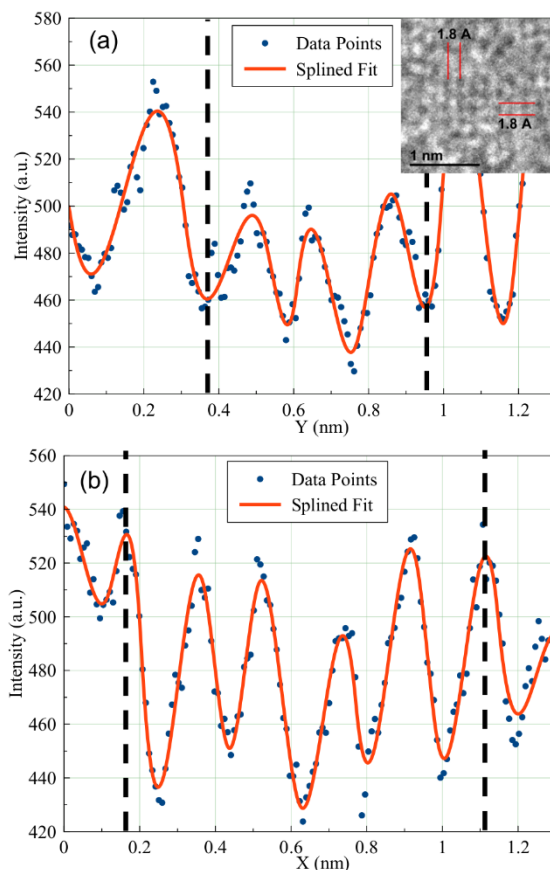 (a)
Data Points
Splined Fit
1.8 A
1.8 A
1 nm
580
560
540
520
500
480
460
440
420
Intensity (a.u.)
0
0.2
0.4
0.6
0.8
1
1.2
Y (nm)
(b)
Data Points
Splined Fit
560
540
520
500
480
460
440
420
Intensity (a.u.)
0
0.2
0.4
0.6
0.8
1
1.2
X (nm)